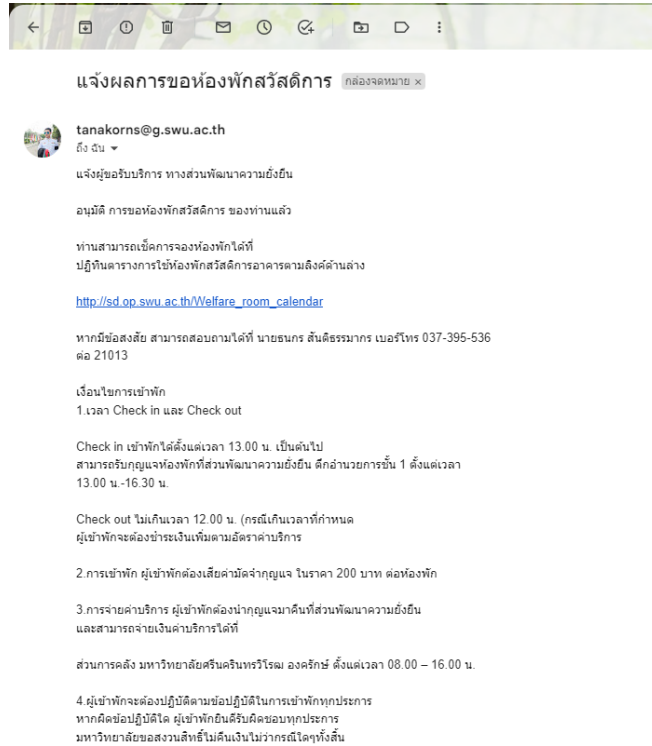 แจ้งผลการขอห้องพักสวัสดิการ กล่องจดหมาย ×
tanakorns@g.swu.ac.th
ถึง ฉัน
แจ้งผู้ขอรับบริการ ทางส่วนพัฒนาความยั่งยืน
อนุมัติ การขอห้องพักสวัสดิการ ของท่านแล้ว
ท่านสามารถเช็คการจองห้องพักได้ที่
ปฏิทินตารางการใช้ห้องพักสวัสดิการอาคารตามลิงค์ด้านล่าง
http://sd.op.swu.ac.th/Welfare_room_calendar
หากมีข้อสงสัย สามารถสอบถามได้ที่ นายธนกร สันติธรรมากร เบอร์โทร 037-395-536
ต่อ 21013
เงื่อนไขการเข้าพัก
1.เวลา Check in และ Check out
Check in เข้าพักได้ตั้งแต่เวลา 13.00 น. เป็นต้นไป
สามารถรับกุญแจห้องพักที่ส่วนพัฒนาความยั่งยืน ตึกอำนวยการชั้น 1 ตั้งแต่เวลา
13.00 น.-16.30 น.
Check out ไม่เกินเวลา 12.00 น. (กรณีเกินเวลาที่กำหนด
ผู้เข้าพักจะต้องชำระเงินเพิ่มตามอัตราค่าบริการ
2.การเข้าพัก ผู้เข้าพักต้องเสียค่ามัดจำกุญแจ ในราคา 200 บาท ต่อห้องพัก
3.การจ่ายค่าบริการ ผู้เข้าพักต้องนำกุญแจมาคืนที่ส่วนพัฒนาความยั่งยืน
และสามารถจ่ายเงินค่าบริการได้ที่
ส่วนการคลัง มหาวิทยาลัยศรีนครินทรวิโรฒ องครักษ์ ตั้งแต่เวลา 08.00 – 16.00 น.
4.ผู้เข้าพักจะต้องปฏิบัติตามข้อปฏิบัติในการเข้าพักทุกประการ
หากผิดข้อปฏิบัติใด ผู้เข้าพักยินดีรับผิดชอบทุกประการ
มหาวิทยาลัยขอสงวนสิทธิ์ไม่คืนเงินไม่ว่ากรณีใดๆทั้งสิ้น